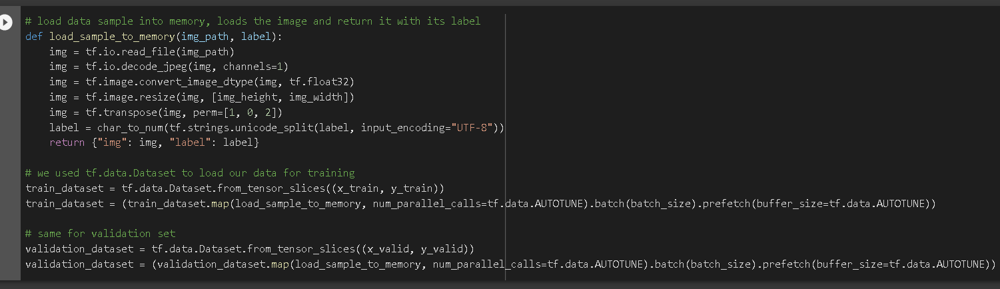 # load data sample into memory, loads the image and return it with its label
def load_sample_to_memory(img_path, label):
    img = tf.io.read_file(img_path)
    img = tf.io.decode_jpeg(img, channels=1)
    img = tf.image.convert_image_dtype(img, tf.float32)
    img = tf.image.resize(img, [img_height, img_width])
    img = tf.transpose(img, perm=[1, 0, 2])
    label = char_to_num(tf.strings.unicode_split(label, input_encoding="UTF-8"))
    return {"img": img, "label": label}

# we used tf.data.Dataset to load our data for training
train_dataset = tf.data.Dataset.from_tensor_slices((x_train, y_train))
train_dataset = (train_dataset.map(load_sample_to_memory, num_parallel_calls=tf.data.AUTOTUNE).batch(batch_size).prefetch(buffer_size=tf.data.AUTOTUNE))

# same for validation set
validation_dataset = tf.data.Dataset.from_tensor_slices((x_valid, y_valid))
validation_dataset = (validation_dataset.map(load_sample_to_memory, num_parallel_calls=tf.data.AUTOTUNE).batch(batch_size).prefetch(buffer_size=tf.data.AUTOTUNE))